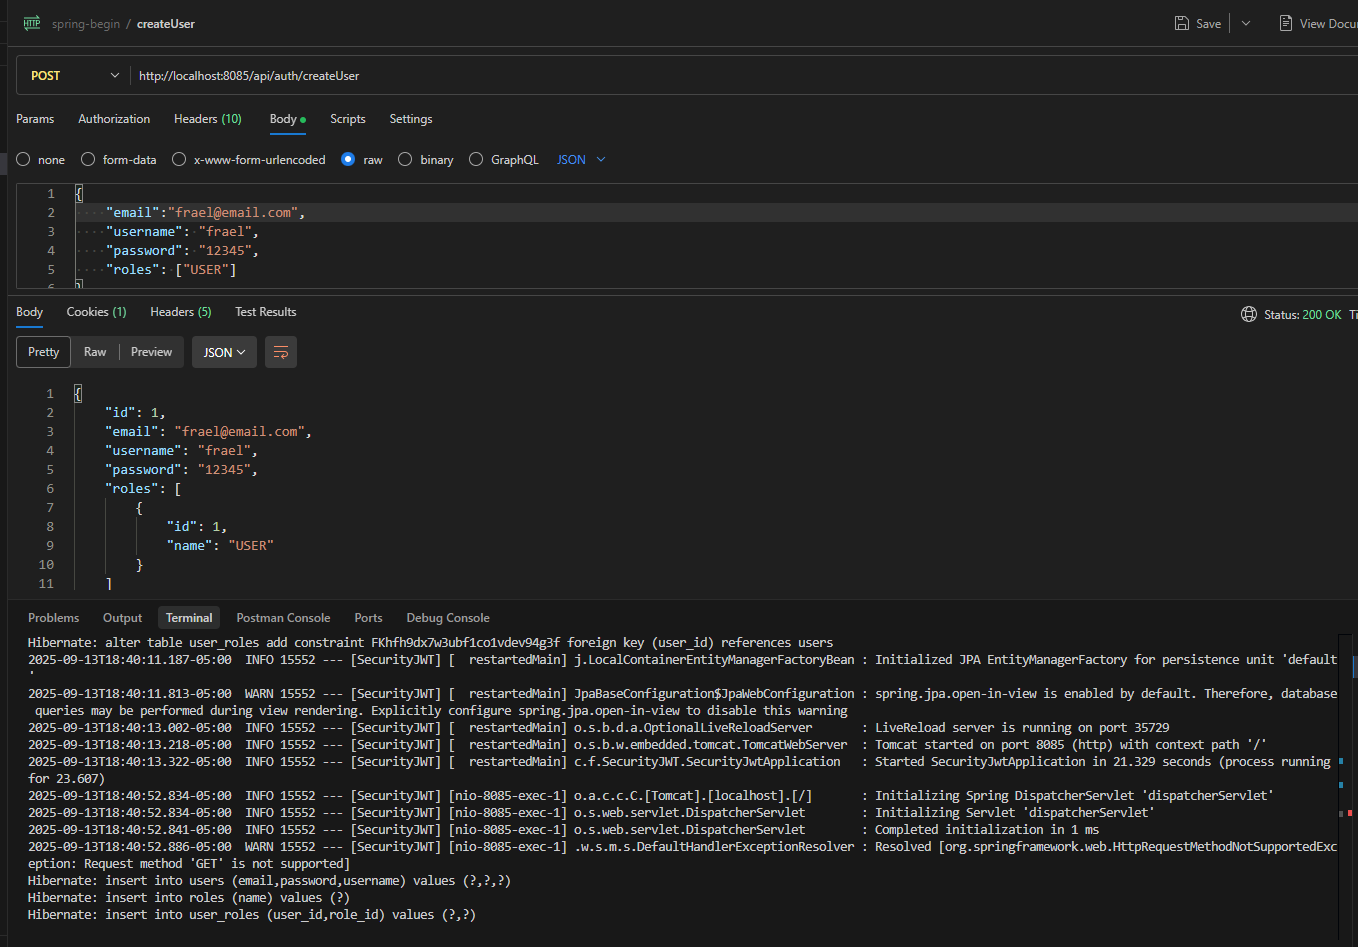 HTTP spring-begin / createUser Save View Docu
POST http://localhost:8085/api/auth/createUser
Params Authorization Headers (10) Body Scripts Settings
none form-data x-www-form-urlencoded raw binary GraphQL JSON
1 {
2 "email":"frael@email.com",
3 "username": "frael",
4 "password": "12345",
5 "roles": ["USER"]
6 }
Body Cookies (1) Headers (5) Test Results Status: 200 OK Ti
Pretty Raw Preview JSON
1 {
2 "id": 1,
3 "email": "frael@email.com",
4 "username": "frael",
5 "password": "12345",
6 "roles": [
7 {
8 "id": 1,
9 "name": "USER"
10 }
11 ]
Problems Output Terminal Postman Console Ports Debug Console
Hibernate: alter table user_roles add constraint FKhfh9dx7w3ubf1co1vdev94g3f foreign key (user_id) references users
2025-09-13T18:40:11.187-05:00 INFO 15552 --- [SecurityJWT] [ restartedMain] j.LocalContainerEntityManagerFactoryBean : Initialized JPA EntityManagerFactory for persistence unit 'default
'
2025-09-13T18:40:11.813-05:00 WARN 15552 --- [SecurityJWT] [ restartedMain] JpaBaseConfiguration$JpaWebConfiguration : spring.jpa.open-in-view is enabled by default. Therefore, database
queries may be performed during view rendering. Explicitly configure spring.jpa.open-in-view to disable this warning
2025-09-13T18:40:13.002-05:00 INFO 15552 --- [SecurityJWT] [ restartedMain] o.s.b.d.a.OptionalLiveReloadServer : LiveReload server is running on port 35729
2025-09-13T18:40:13.218-05:00 INFO 15552 --- [SecurityJWT] [ restartedMain] o.s.b.w.embedded.tomcat.TomcatWebServer : Tomcat started on port 8085 (http) with context path '/'
2025-09-13T18:40:13.322-05:00 INFO 15552 --- [SecurityJWT] [ restartedMain] c.f.SecurityJWT.SecurityJwtApplication : Started SecurityJwtApplication in 21.329 seconds (process running
for 23.607)
2025-09-13T18:40:52.834-05:00 INFO 15552 --- [SecurityJWT] [nio-8085-exec-1] o.a.c.c.C.[Tomcat].[localhost].[/] : Initializing Spring DispatcherServlet 'dispatcherServlet'
2025-09-13T18:40:52.834-05:00 INFO 15552 --- [SecurityJWT] [nio-8085-exec-1] o.s.web.servlet.DispatcherServlet : Initializing Servlet 'dispatcherServlet'
2025-09-13T18:40:52.841-05:00 INFO 15552 --- [SecurityJWT] [nio-8085-exec-1] o.s.web.servlet.DispatcherServlet : Completed initialization in 1 ms
2025-09-13T18:40:52.886-05:00 WARN 15552 --- [SecurityJWT] [nio-8085-exec-1] .w.s.m.s.DefaultHandlerExceptionResolver : Resolved [org.springframework.web.HttpRequestMethodNotSupportedExc
eption: Request method 'GET' is not supported]
Hibernate: insert into users (email,password,username) values (?,?,?)
Hibernate: insert into roles (name) values (?)
Hibernate: insert into user_roles (user_id,role_id) values (?,?)